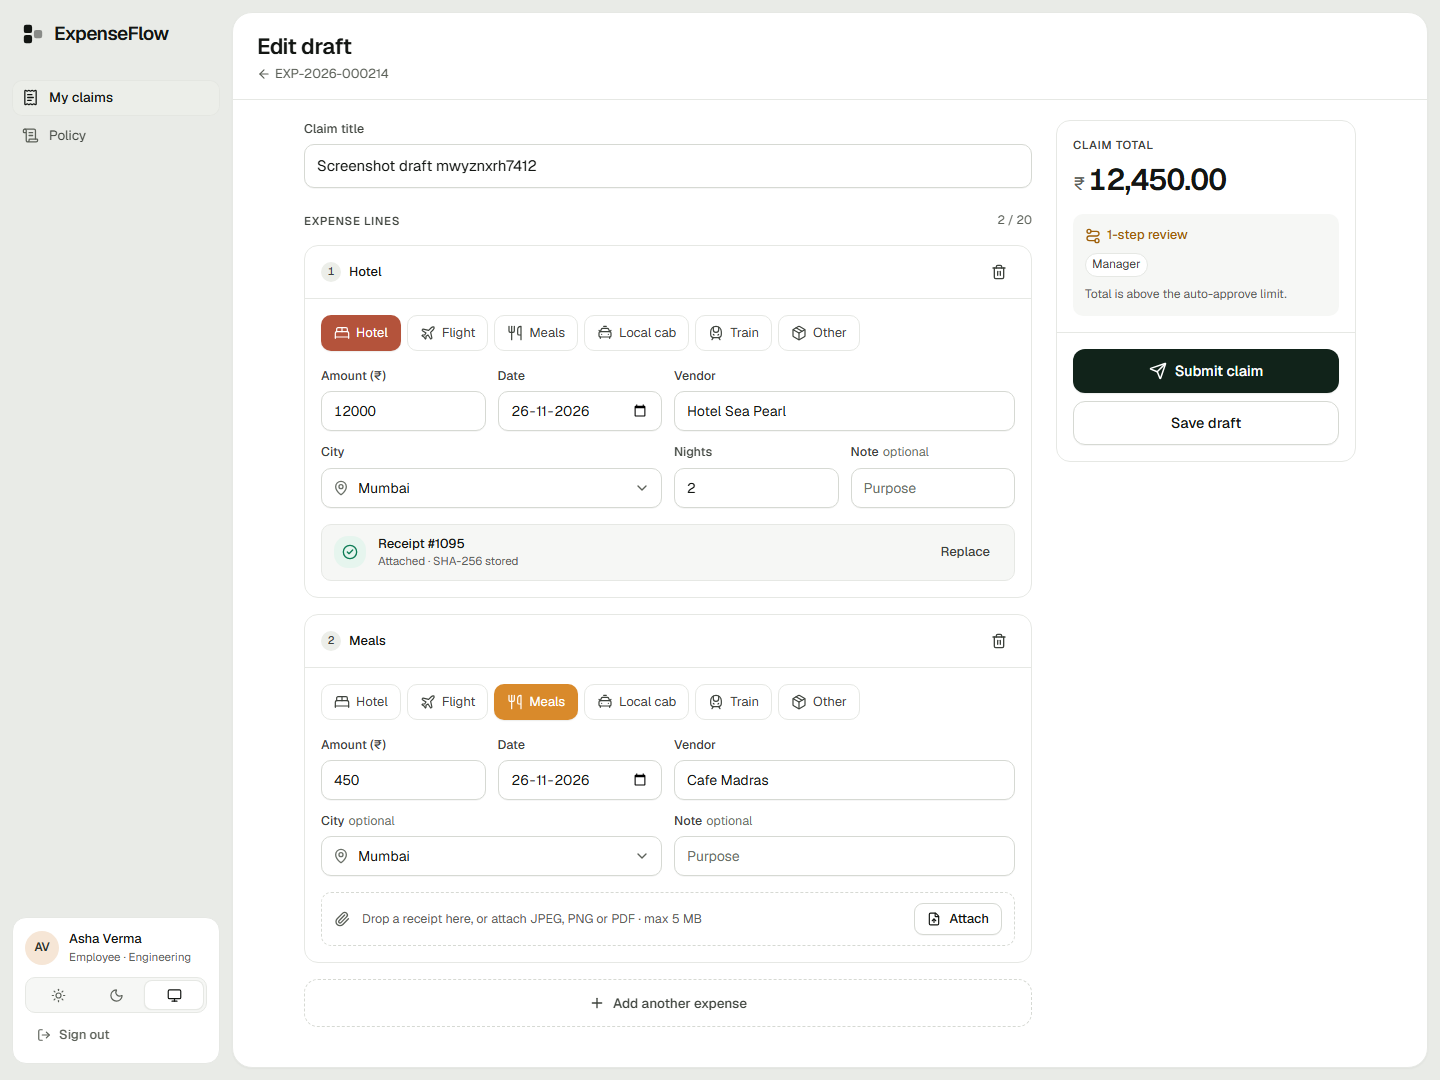 ExpenseFlow
My claims
Policy
Edit draft
← EXP-2026-000214
Claim title
Screenshot draft mwyznxrh7412
EXPENSE LINES 2 / 20
1 Hotel
Hotel Flight Meals Local cab Train Other
Amount (₹) Date Vendor
12000 26-11-2026 Hotel Sea Pearl
City Nights Note optional
Mumbai 2 Purpose
Receipt #1095
Attached · SHA-256 stored
Replace
2 Meals
Hotel Flight Meals Local cab Train Other
Amount (₹) Date Vendor
450 26-11-2026 Cafe Madras
City optional Note optional
Mumbai Purpose
Drop a receipt here, or attach JPEG, PNG or PDF · max 5 MB Attach
+ Add another expense
CLAIM TOTAL
₹ 12,450.00
1-step review
Manager
Total is above the auto-approve limit.
Submit claim
Save draft
AV Asha Verma
Employee · Engineering
Sign out